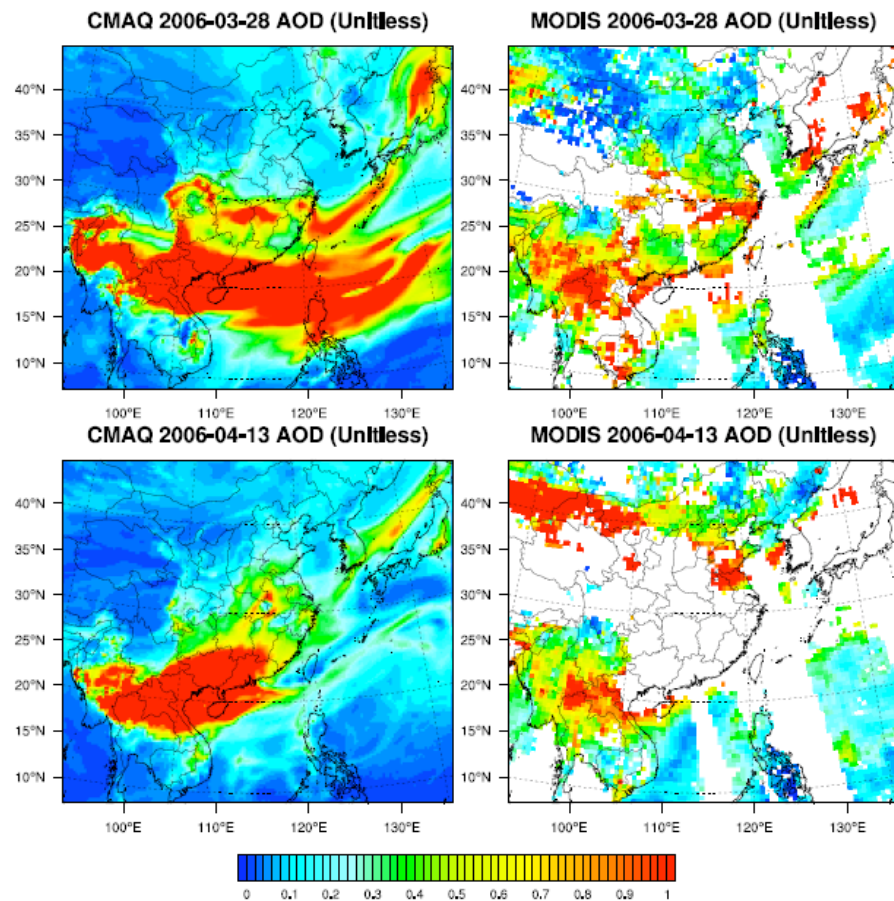 CMAQ 2006-03-28 AOD (Unitless)
MODIS 2006-03-28 AOD (Unitless)
40°N
35°N
30°N
25°N
20°N
15°N
10°N
100°E
110°E
120°E
130°E
40°N
35°N
30°N
25°N
20°N
15°N
10°N
100°E
110°E
120°E
130°E
CMAQ 2006-04-13 AOD (Unitless)
MODIS 2006-04-13 AOD (Unitless)
40°N
35°N
30°N
25°N
20°N
15°N
10°N
100°E
110°E
120°E
130°E
40°N
35°N
30°N
25°N
20°N
15°N
10°N
100°E
110°E
120°E
130°E
0 0.1 0.2 0.3 0.4 0.5 0.6 0.7 0.8 0.9 1